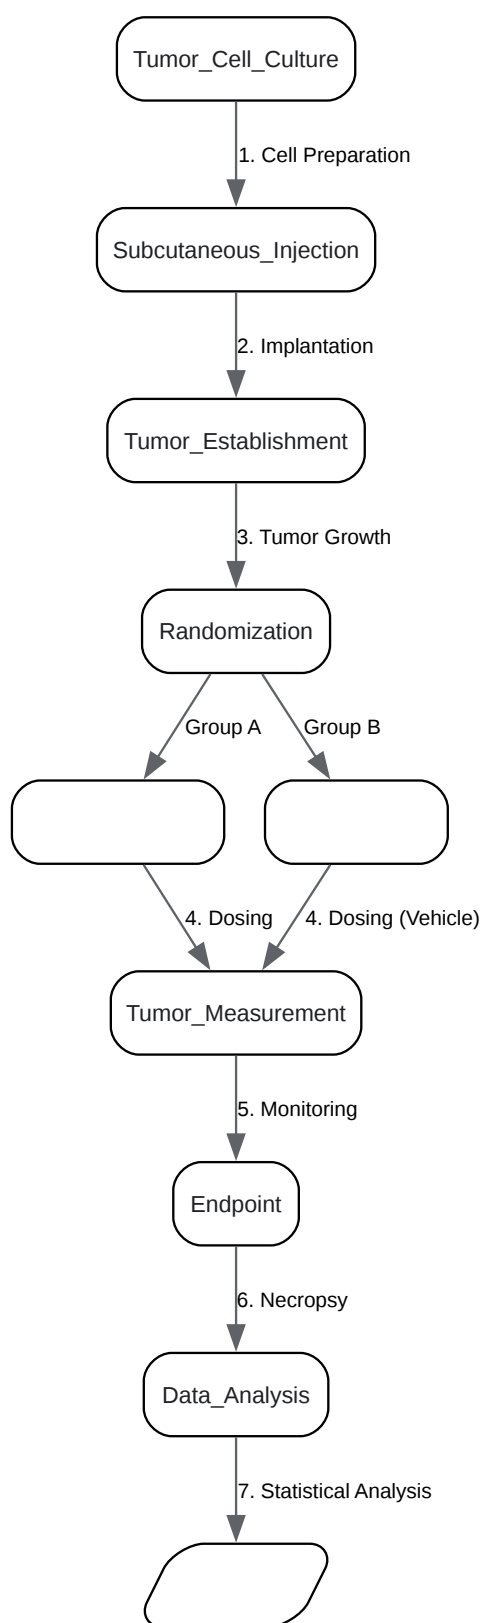 Tumor_Cell_Culture
1. Cell Preparation
Subcutaneous_Injection
2. Implantation
Tumor_Establishment
3. Tumor Growth
Randomization
Group A
Group B
4. Dosing
4. Dosing (Vehicle)
Tumor_Measurement
5. Monitoring
Endpoint
6. Necropsy
Data_Analysis
7. Statistical Analysis